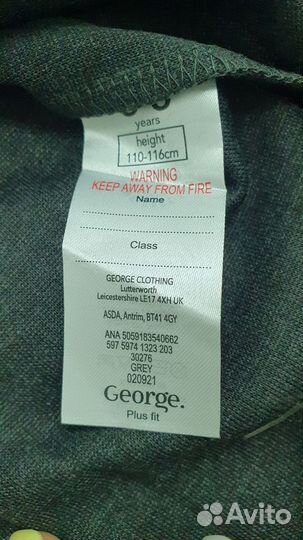 years
height
110-116cm
WARNING
KEEP AWAY FROM FIRE
Name
Class
GEORGE CLOTHING
Lutterworth
Leicestershire LE17 4XH UK
ASDA, Antrim, BT41 4GY
ANA 5059183540662
597 5974 1323 203
30276
GREY
020921
George.
Plus fit
Avito